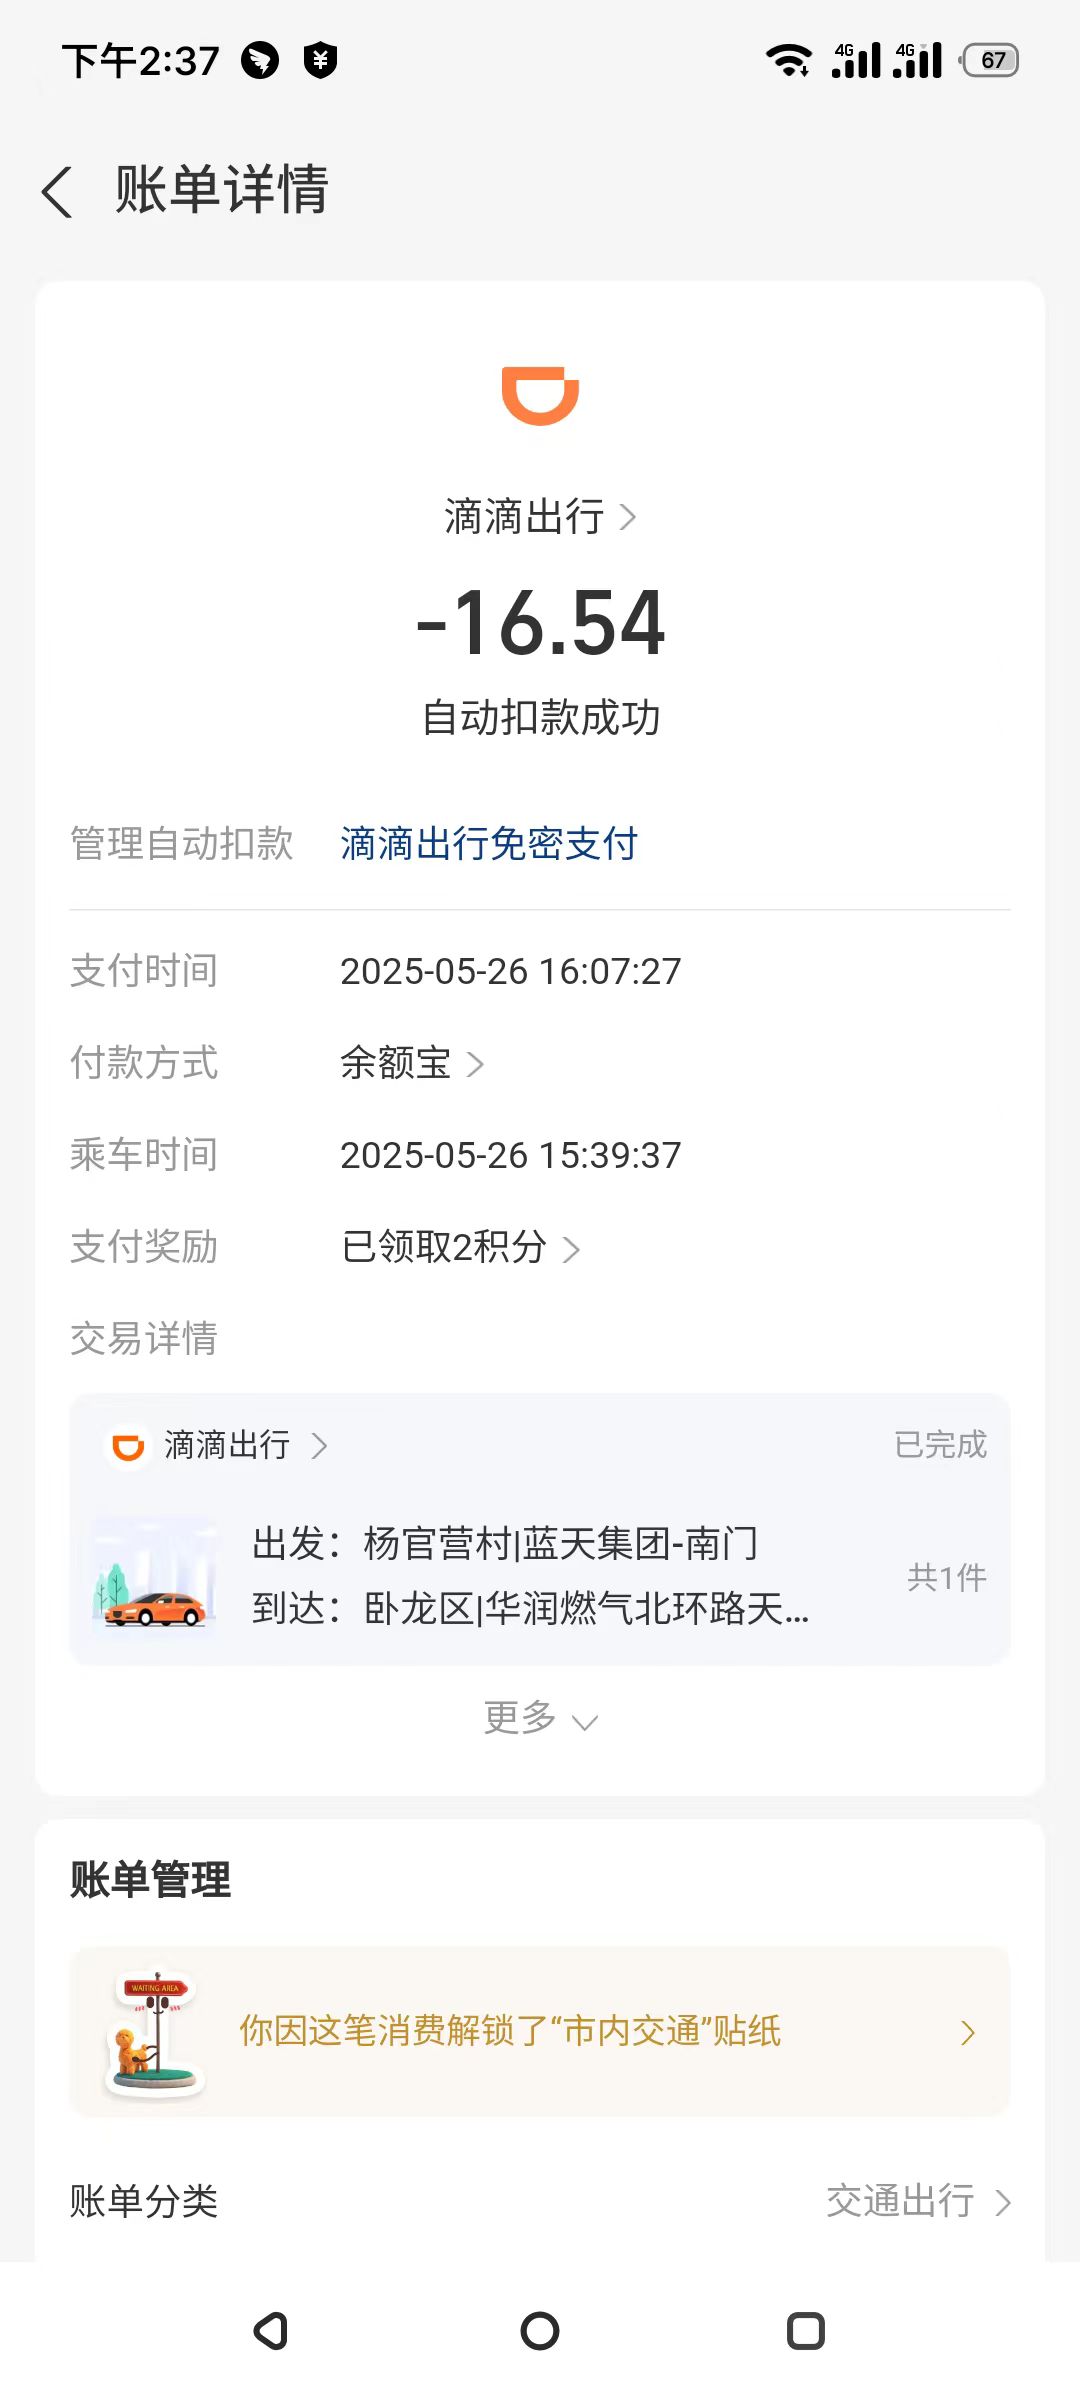 下午2:37
4G 4G 67
账单详情
滴滴出行
-16.54
自动扣款成功
管理自动扣款 滴滴出行免密支付
支付时间 2025-05-26 16:07:27
付款方式 余额宝
乘车时间 2025-05-26 15:39:37
支付奖励 已领取2积分
交易详情
滴滴出行 已完成
出发：杨官营村|蓝天集团-南门
共1件
到达：卧龙区|华润燃气北环路天...
更多
账单管理
WAITING AREA
你因这笔消费解锁了“市内交通”贴纸
账单分类 交通出行